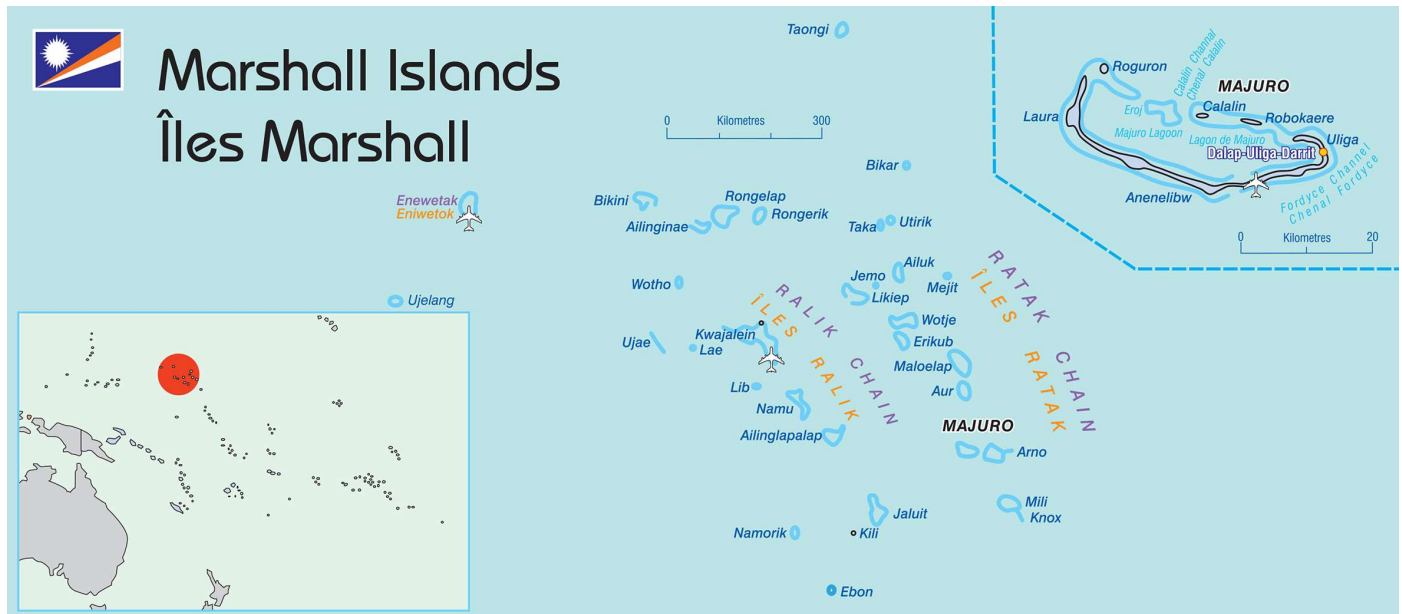 Marshall Islands
Îles Marshall
Taongi
0 Kilometres 300
Bikar
Enewetak
Eniwetok
Bikini
Rongelap
Rongerik
Ailinginae
Taka
Utirik
Ujelang
Wotho
Jemo
Ailuk
Mejit
Likiep
Ujae
Kwajalein
Lae
Wotje
Erikub
Maloelap
Aur
Lib
Namu
Ailinglapalap
RALIK CHAIN
ÎLES RALIK
RATAK CHAIN
ÎLES RATAK
MAJURO
Arno
Mili
Knox
Jaluit
Namorik
Kili
Ebon
Roguron
Calalin Channal
Chenal Calalin
MAJURO
Laura
Eroj
Calalin
Robokaere
Majuro Lagoon
Lagon de Majuro
Uliga
Dalap-Uliga-Darrit
Anenelibw
Fordyce Channel
Chenal Fordyce
0 Kilometres 20